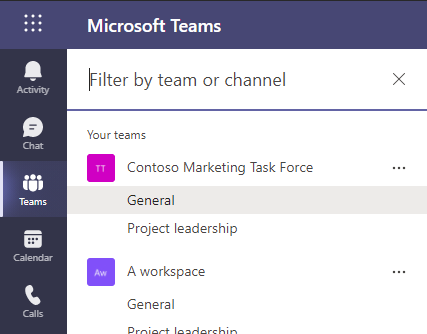 Microsoft Teams
Filter by team or channel
Activity
Chat
Teams
Calendar
Calls
Your teams
TT Contoso Marketing Task Force ...
General
Project leadership
Aw A workspace ...
General
Project leadership